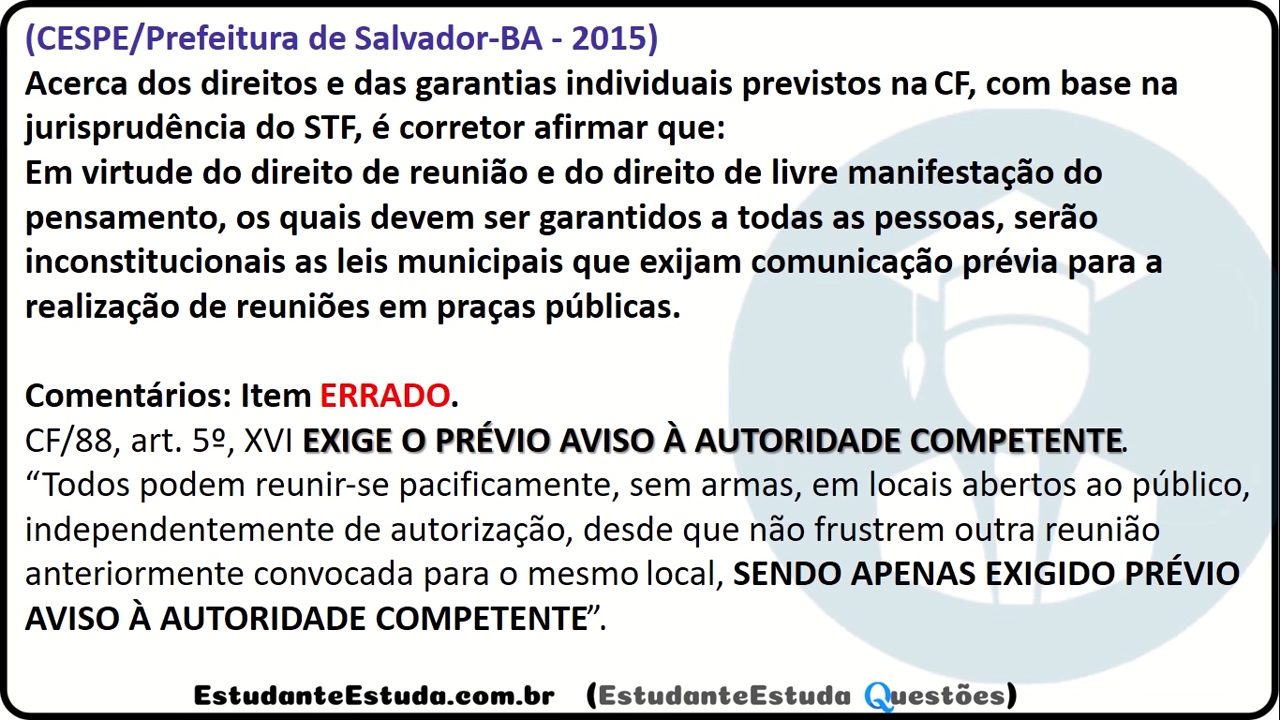 (CESPE/Prefeitura de Salvador-BA - 2015)
Acerca dos direitos e das garantias individuais previstos na CF, com base na
jurisprudência do STF, é corretor afirmar que:
Em virtude do direito de reunião e do direito de livre manifestação do
pensamento, os quais devem ser garantidos a todas as pessoas, serão
inconstitucionais as leis municipais que exijam comunicação prévia para a
realização de reuniões em praças públicas.
Comentários: Item ERRADO.
CF/88, art. 5º, XVI EXIGE O PRÉVIO AVISO À AUTORIDADE COMPETENTE.
“Todos podem reunir-se pacificamente, sem armas, em locais abertos ao público,
independentemente de autorização, desde que não frustrem outra reunião
anteriormente convocada para o mesmo local, SENDO APENAS EXIGIDO PRÉVIO
AVISO À AUTORIDADE COMPETENTE”.
EstudanteEstuda.com.br (EstudanteEstuda Questões)